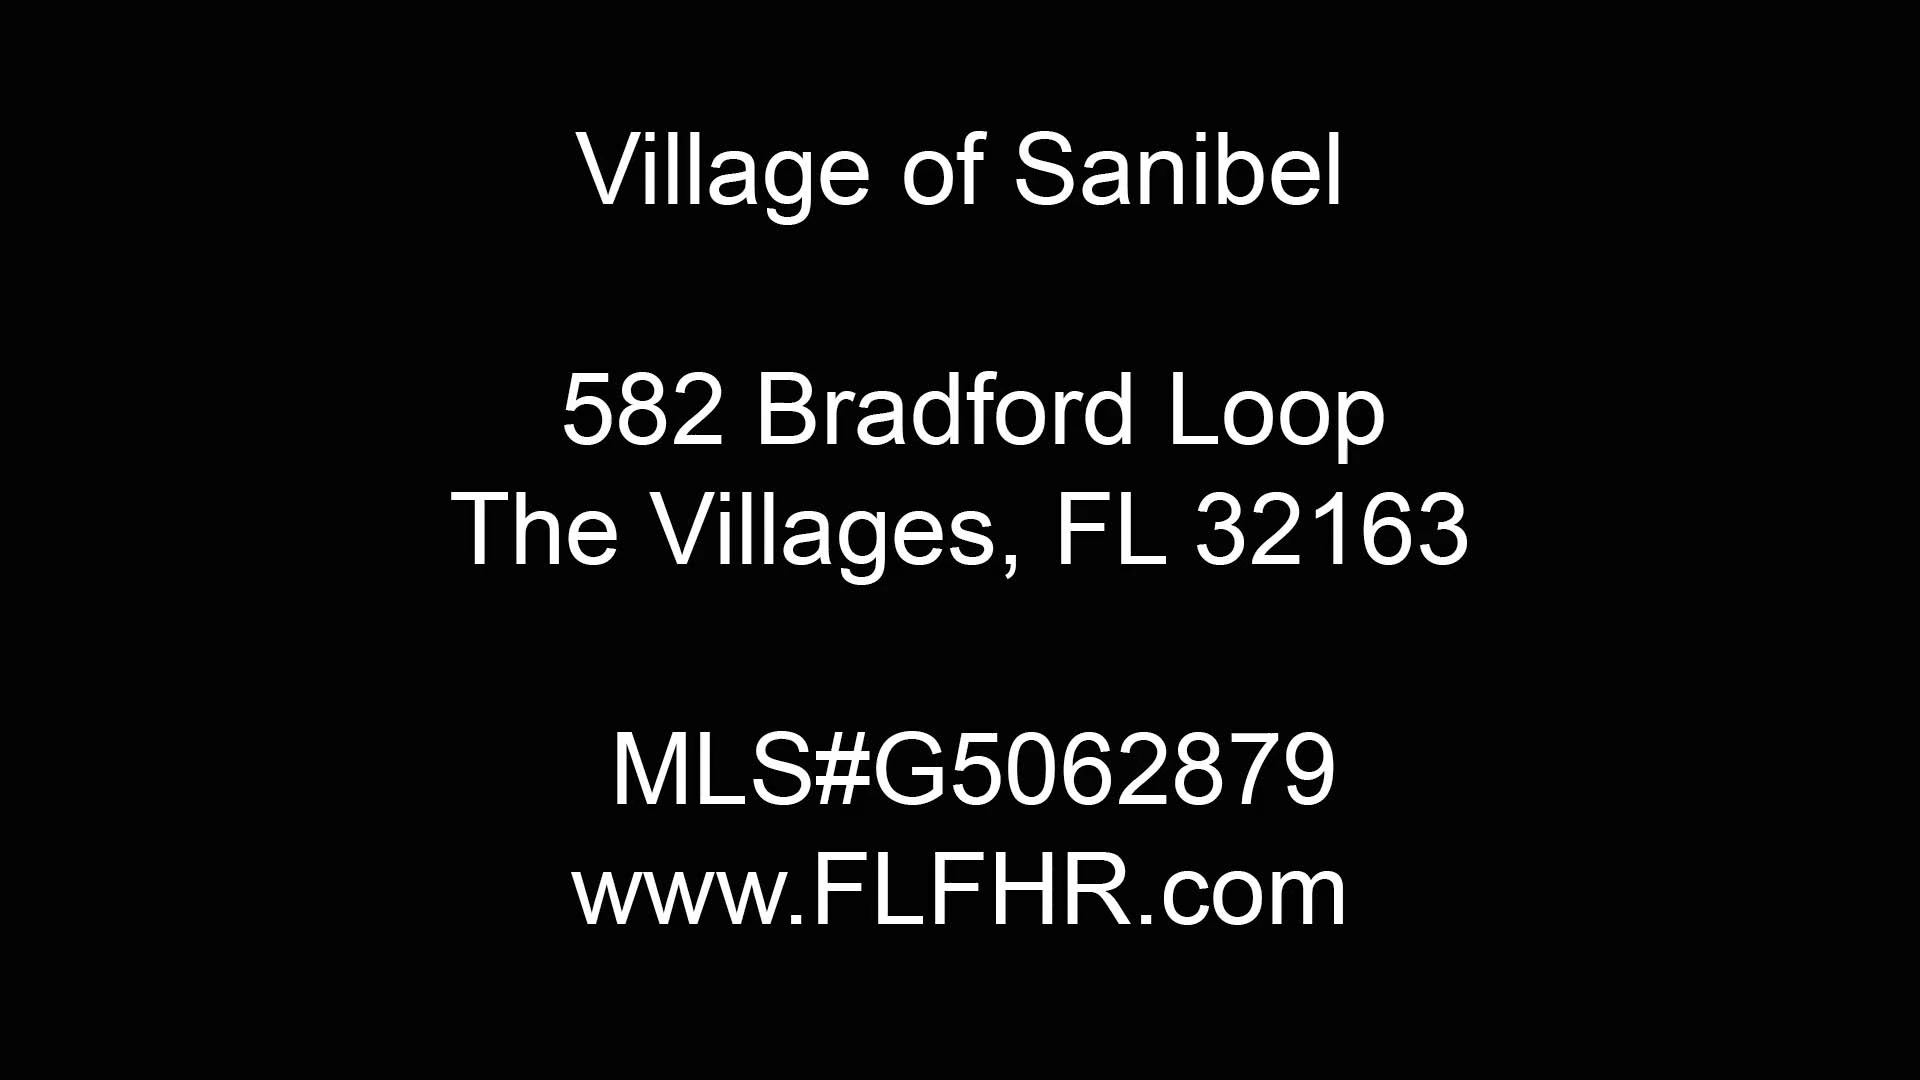 Village of Sanibel
582 Bradford Loop
The Villages, FL 32163
MLS#G5062879
www.FLFHR.com